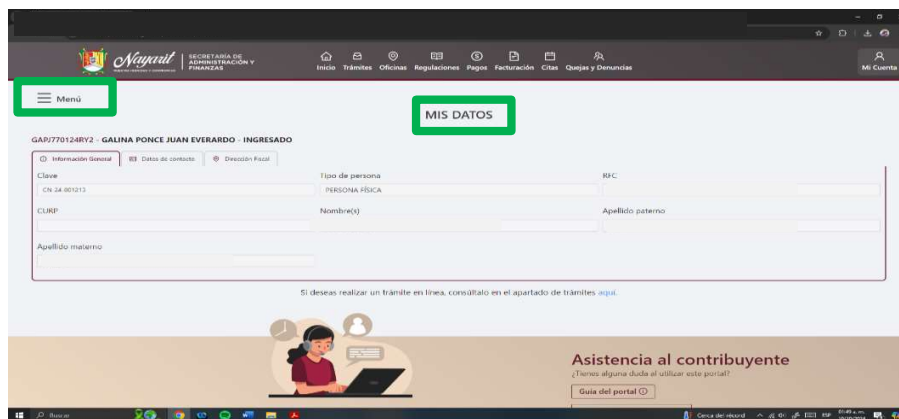 Nayarit
SECRETARÍA DE
ADMINISTRACIÓN Y
FINANZAS
Inicio Trámites Oficinas Regulaciones Pagos Facturación Citas Quejas y Denuncias
Mi Cuenta
Menú
MIS DATOS
GAPJ770124RY2 - GALINA PONCE JUAN EVERARDO - INGRESADO
Información General Datos de contacto Dirección Fiscal
Clave Tipo de persona RFC
CN-24-001213 PERSONA FÍSICA
CURP Nombre(s) Apellido paterno
Apellido materno
Si deseas realizar un trámite en línea, consúltalo en el apartado de trámites aquí.
Asistencia al contribuyente
¿Tienes alguna duda al utilizar este portal?
Guía del portal
Buscar
Cerca del récord ESP